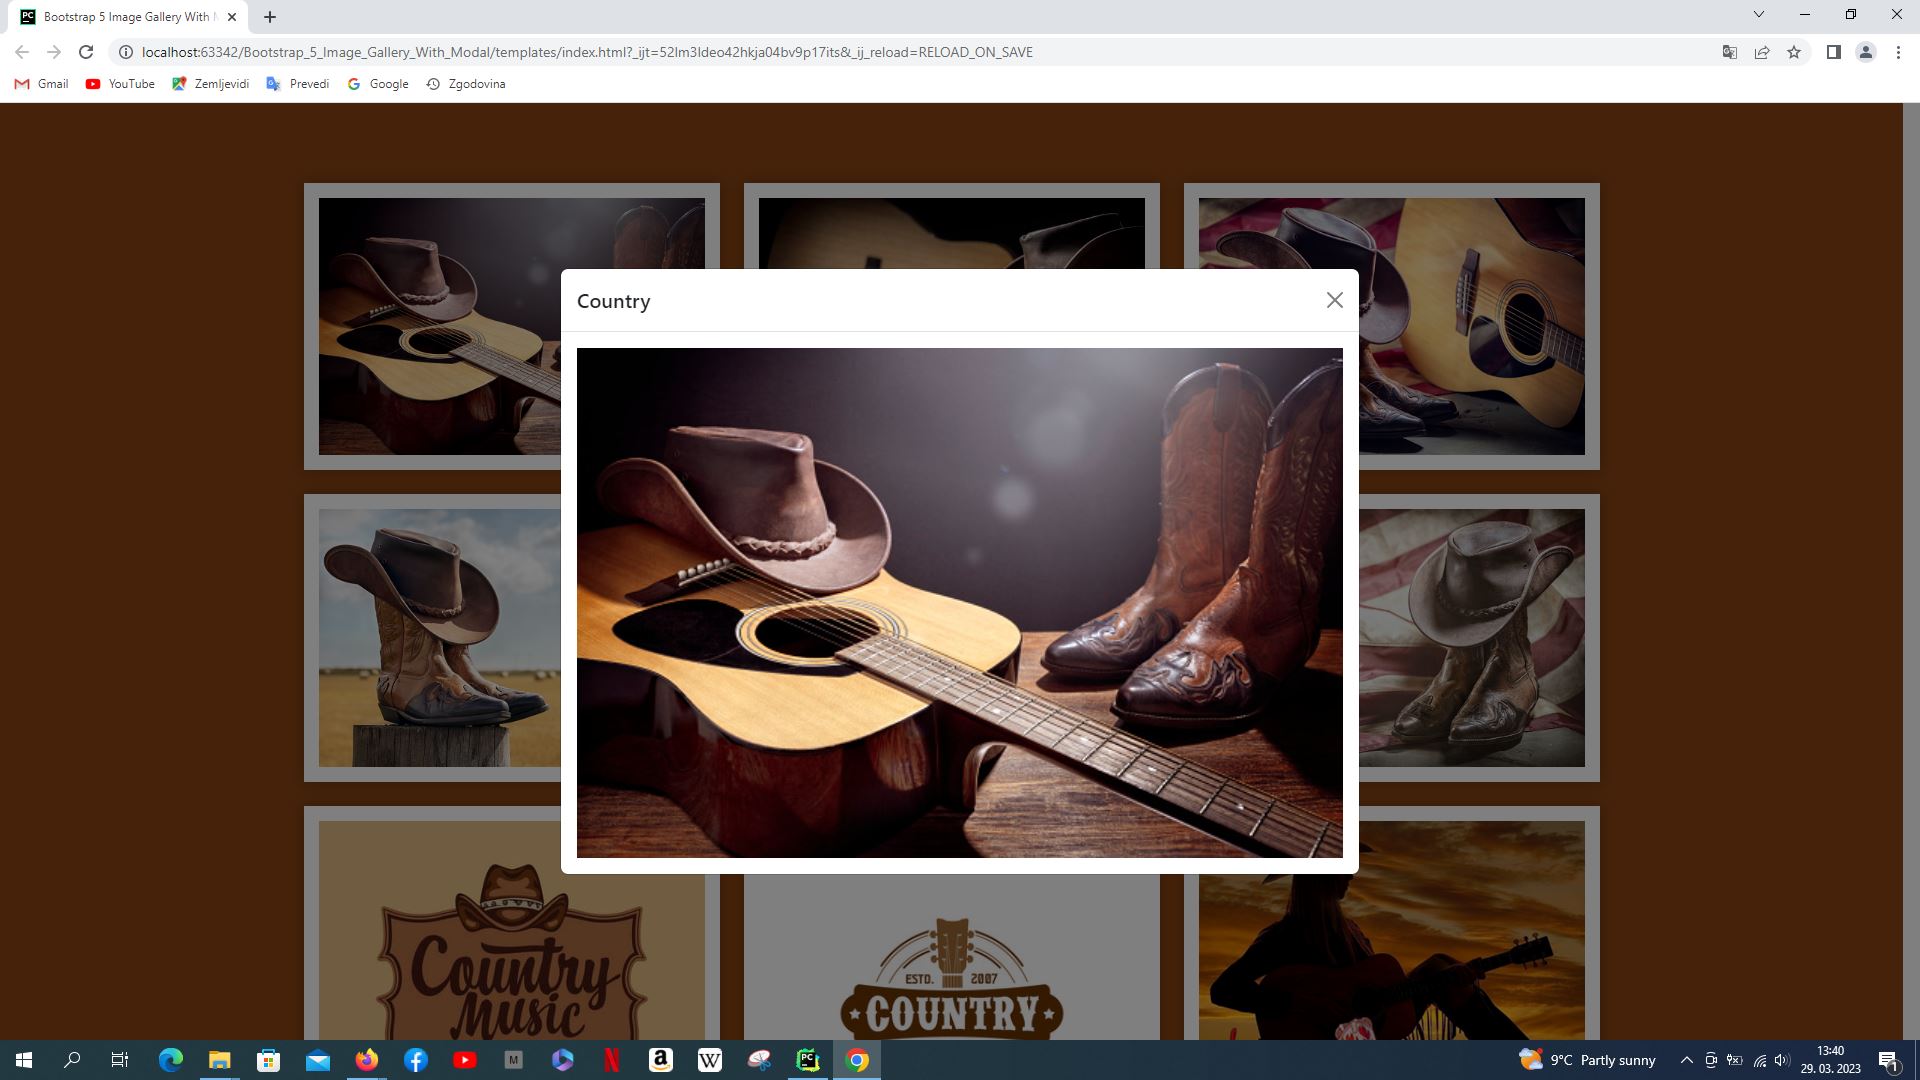 Bootstrap 5 Image Gallery With M
localhost:63342/Bootstrap_5_Image_Gallery_With_Modal/templates/index.html?_ijt=52lm3ldeo42hkja04bv9p17its&_ij_reload=RELOAD_ON_SAVE
Gmail YouTube Zemljevidi Prevedi Google Zgodovina
Country
Country
Music
ESTD. 2007
COUNTRY
9°C Partly sunny
13:40
29. 03. 2023
1